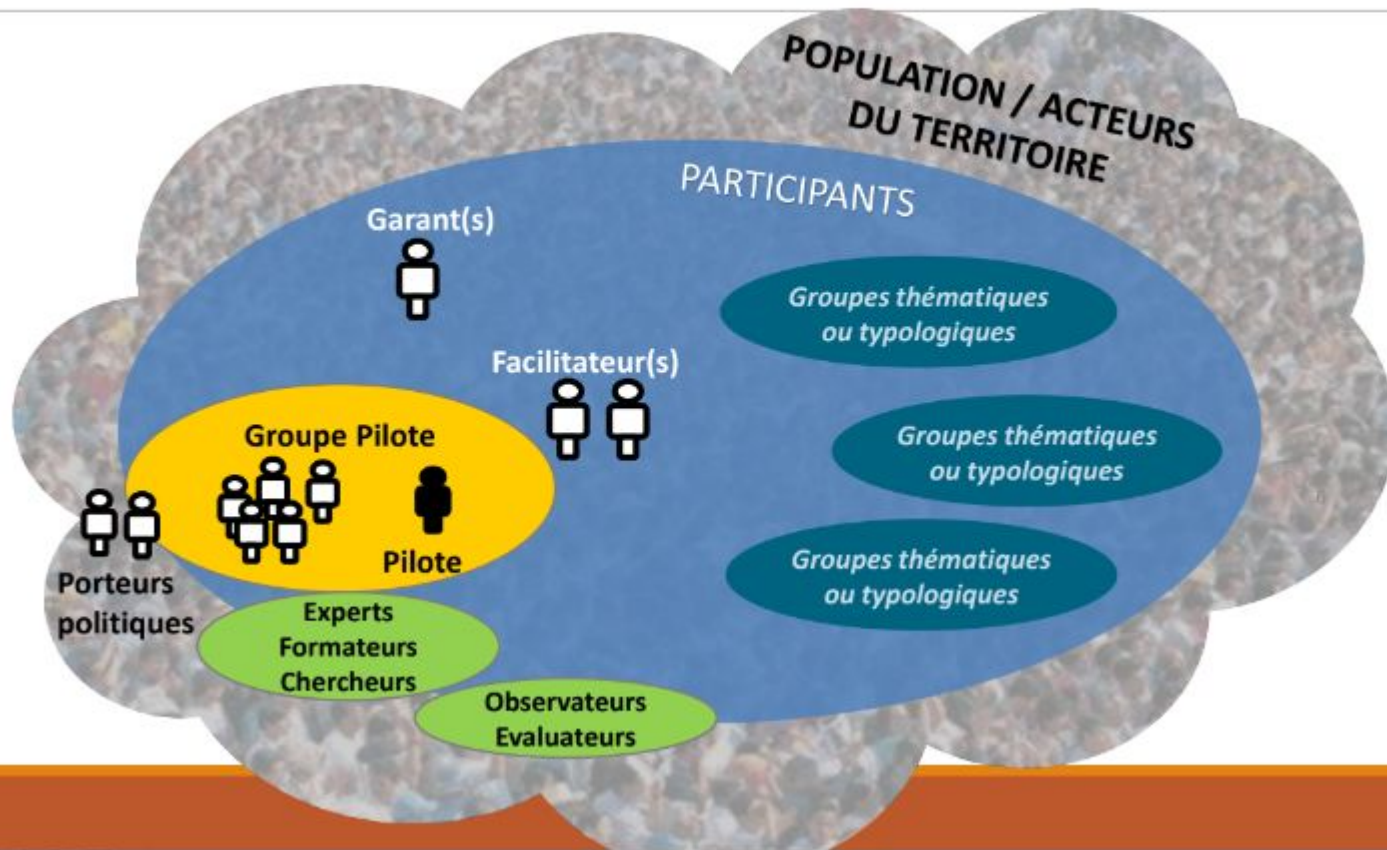 POPULATION / ACTEURS
DU TERRITOIRE
PARTICIPANTS
Garant(s)
Groupes thématiques
ou typologiques
Facilitateur(s)
Groupe Pilote
Groupes thématiques
ou typologiques
Pilote
Groupes thématiques
ou typologiques
Porteurs
politiques
Experts
Formateurs
Chercheurs
Observateurs
Evaluateurs